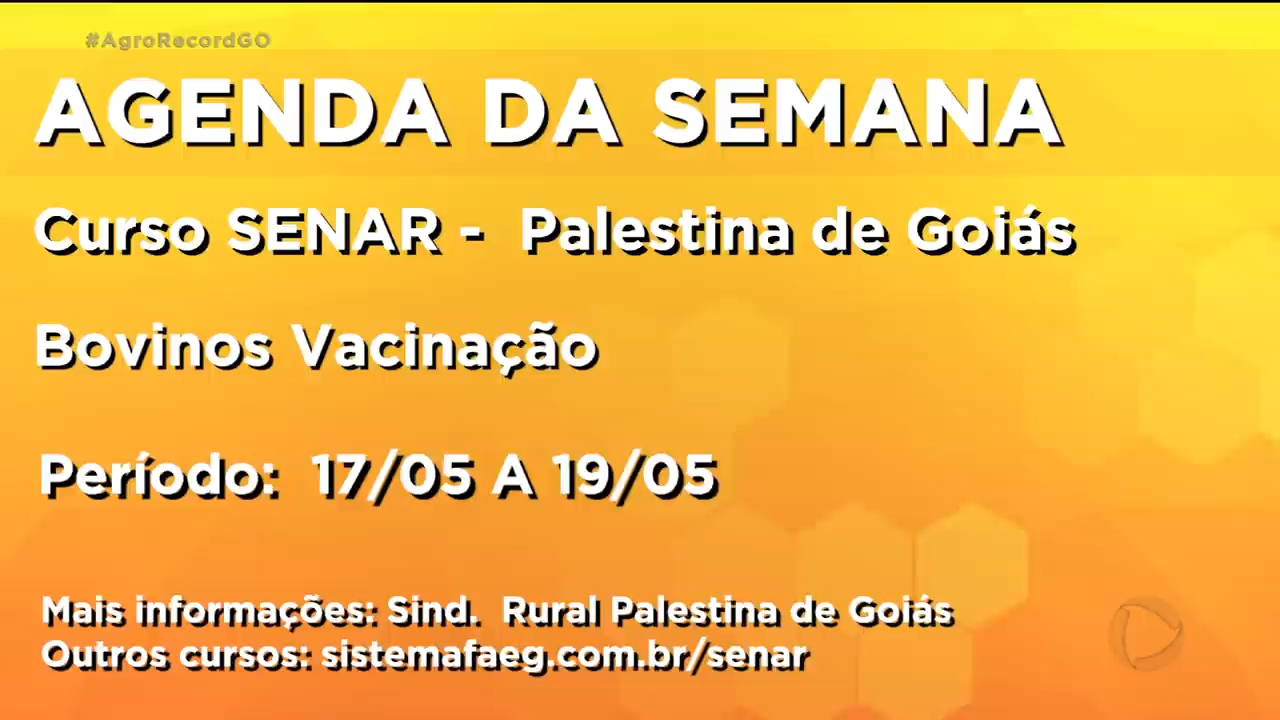 #AgroRecordGO
AGENDA DA SEMANA
Curso SENAR - Palestina de Goiás
Bovinos Vacinação
Período: 17/05 A 19/05
Mais informações: Sind. Rural Palestina de Goiás
Outros cursos: sistemafaeg.com.br/senar